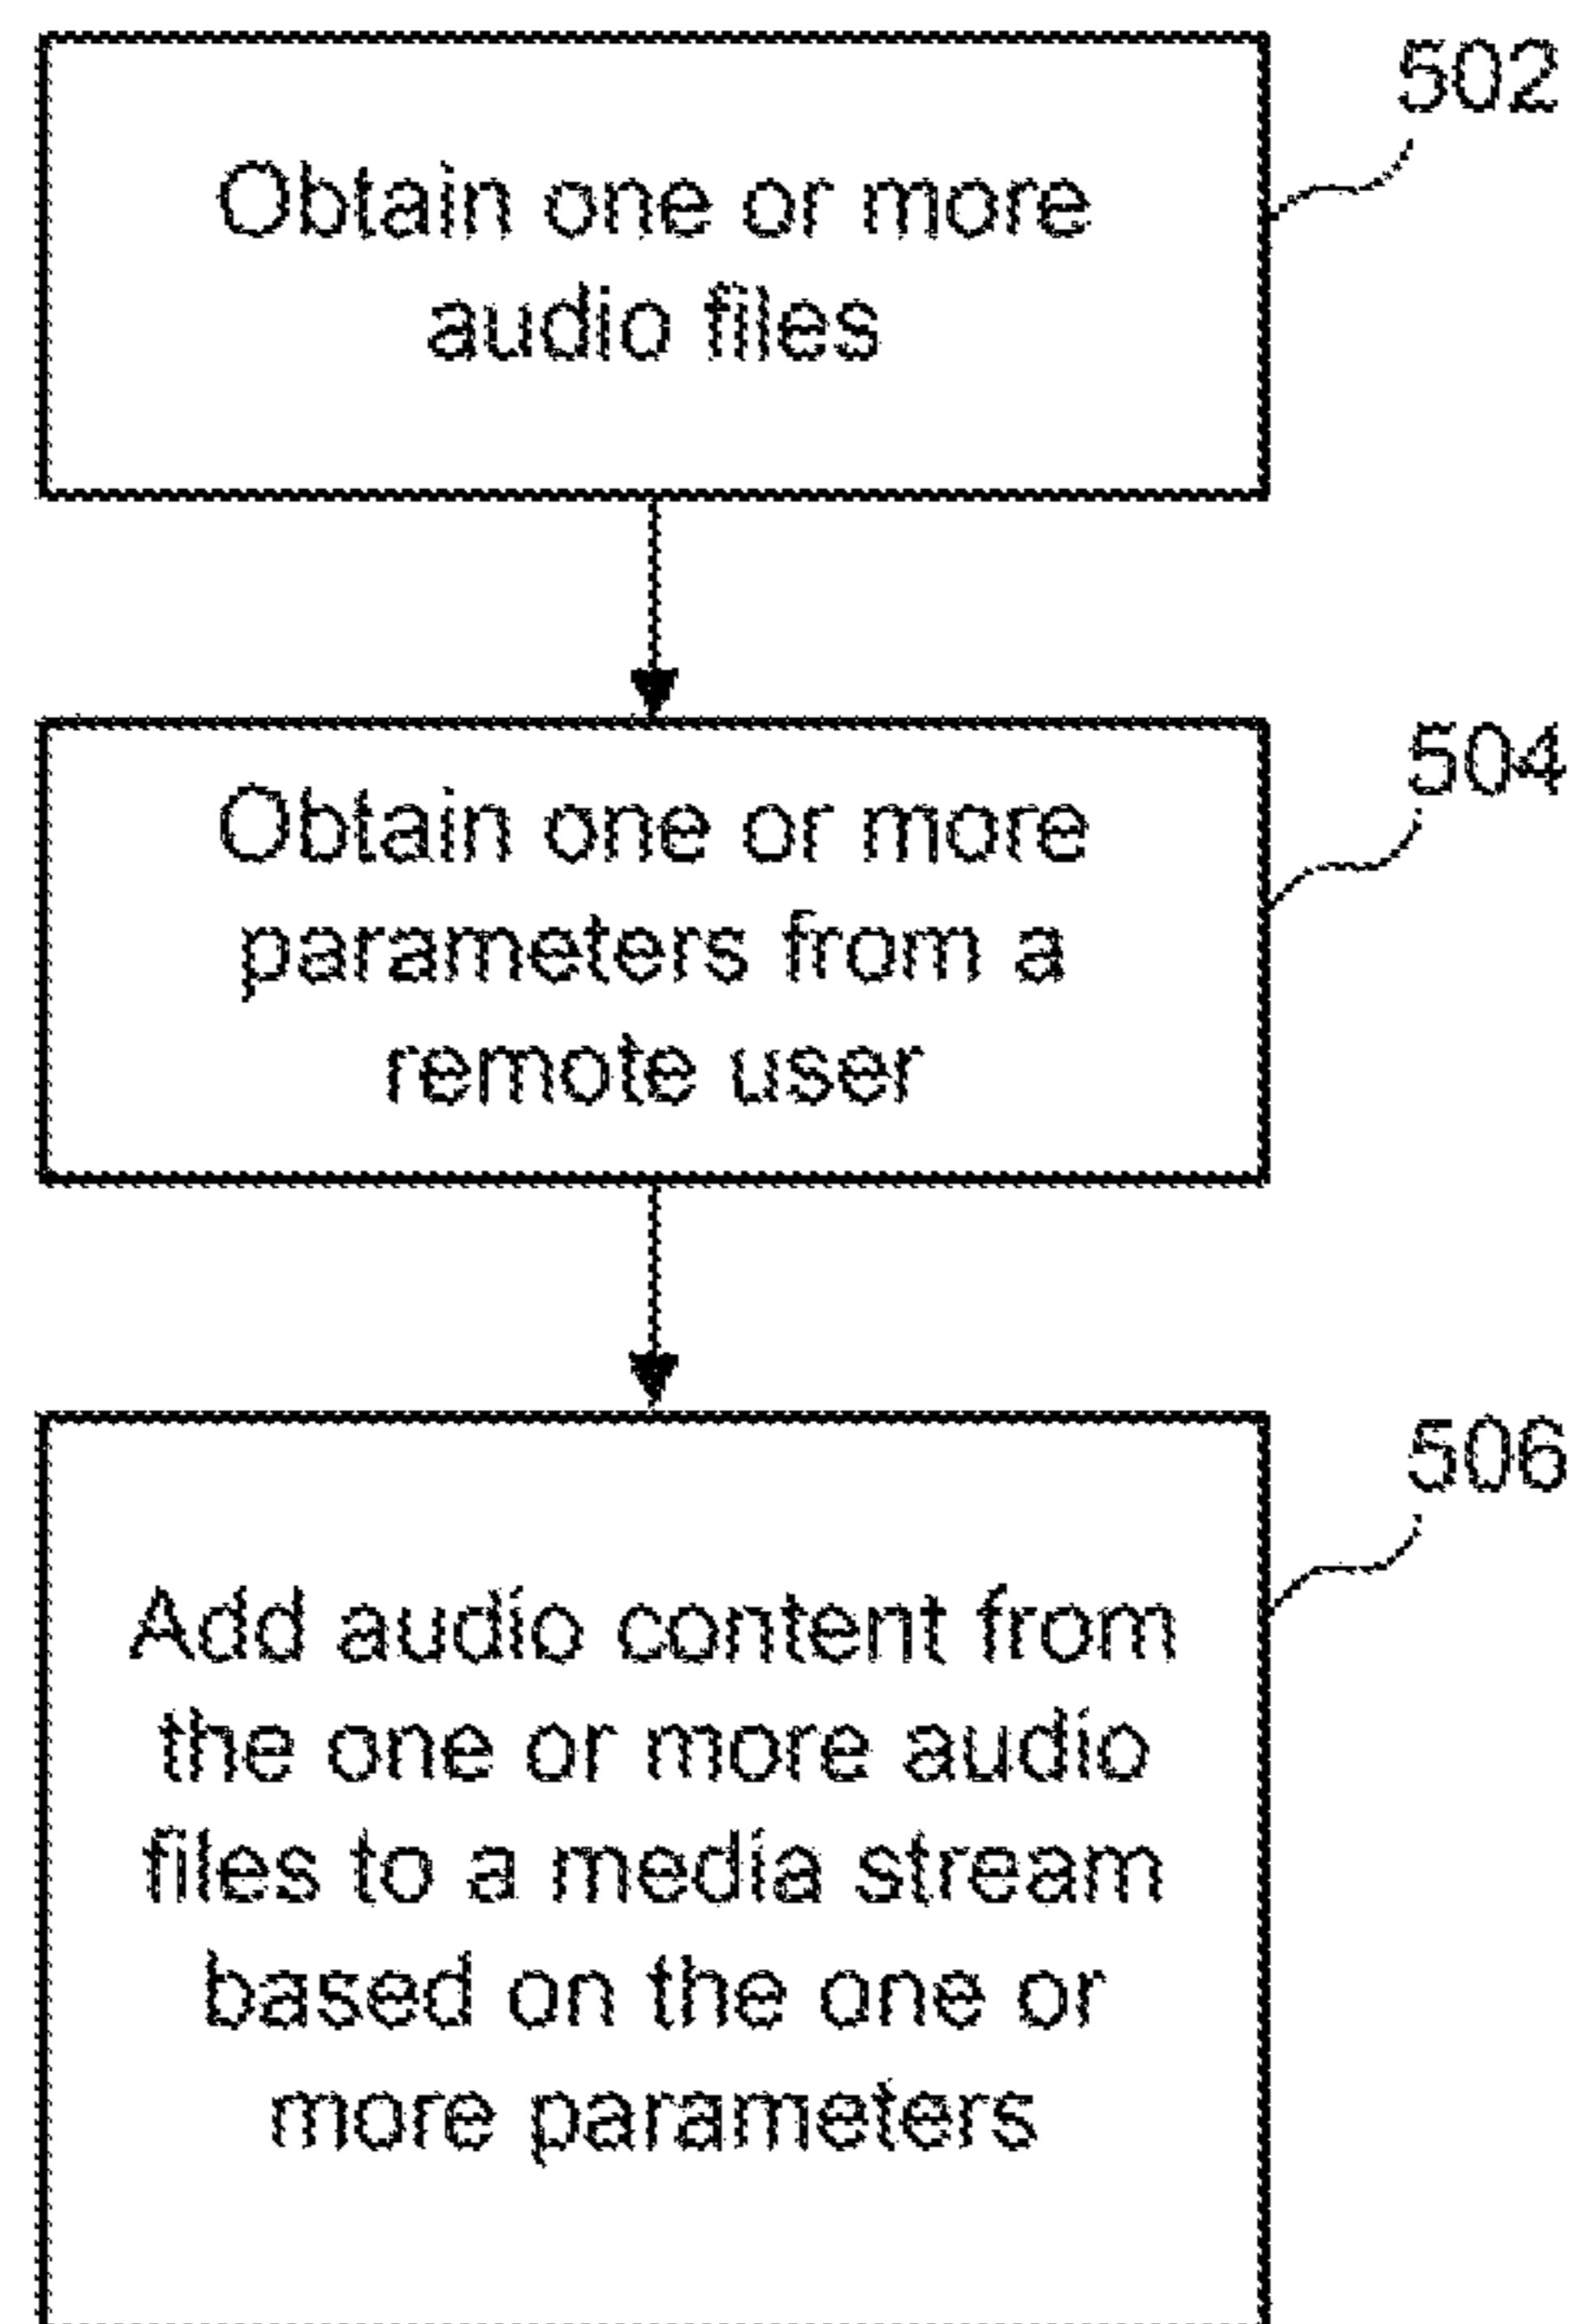 502
Obtain one or more
audio files
504
Obtain one or more
parameters from a
remote user
506
Add audio content from
the one or more audio
files to a media stream
based on the one or
more parameters